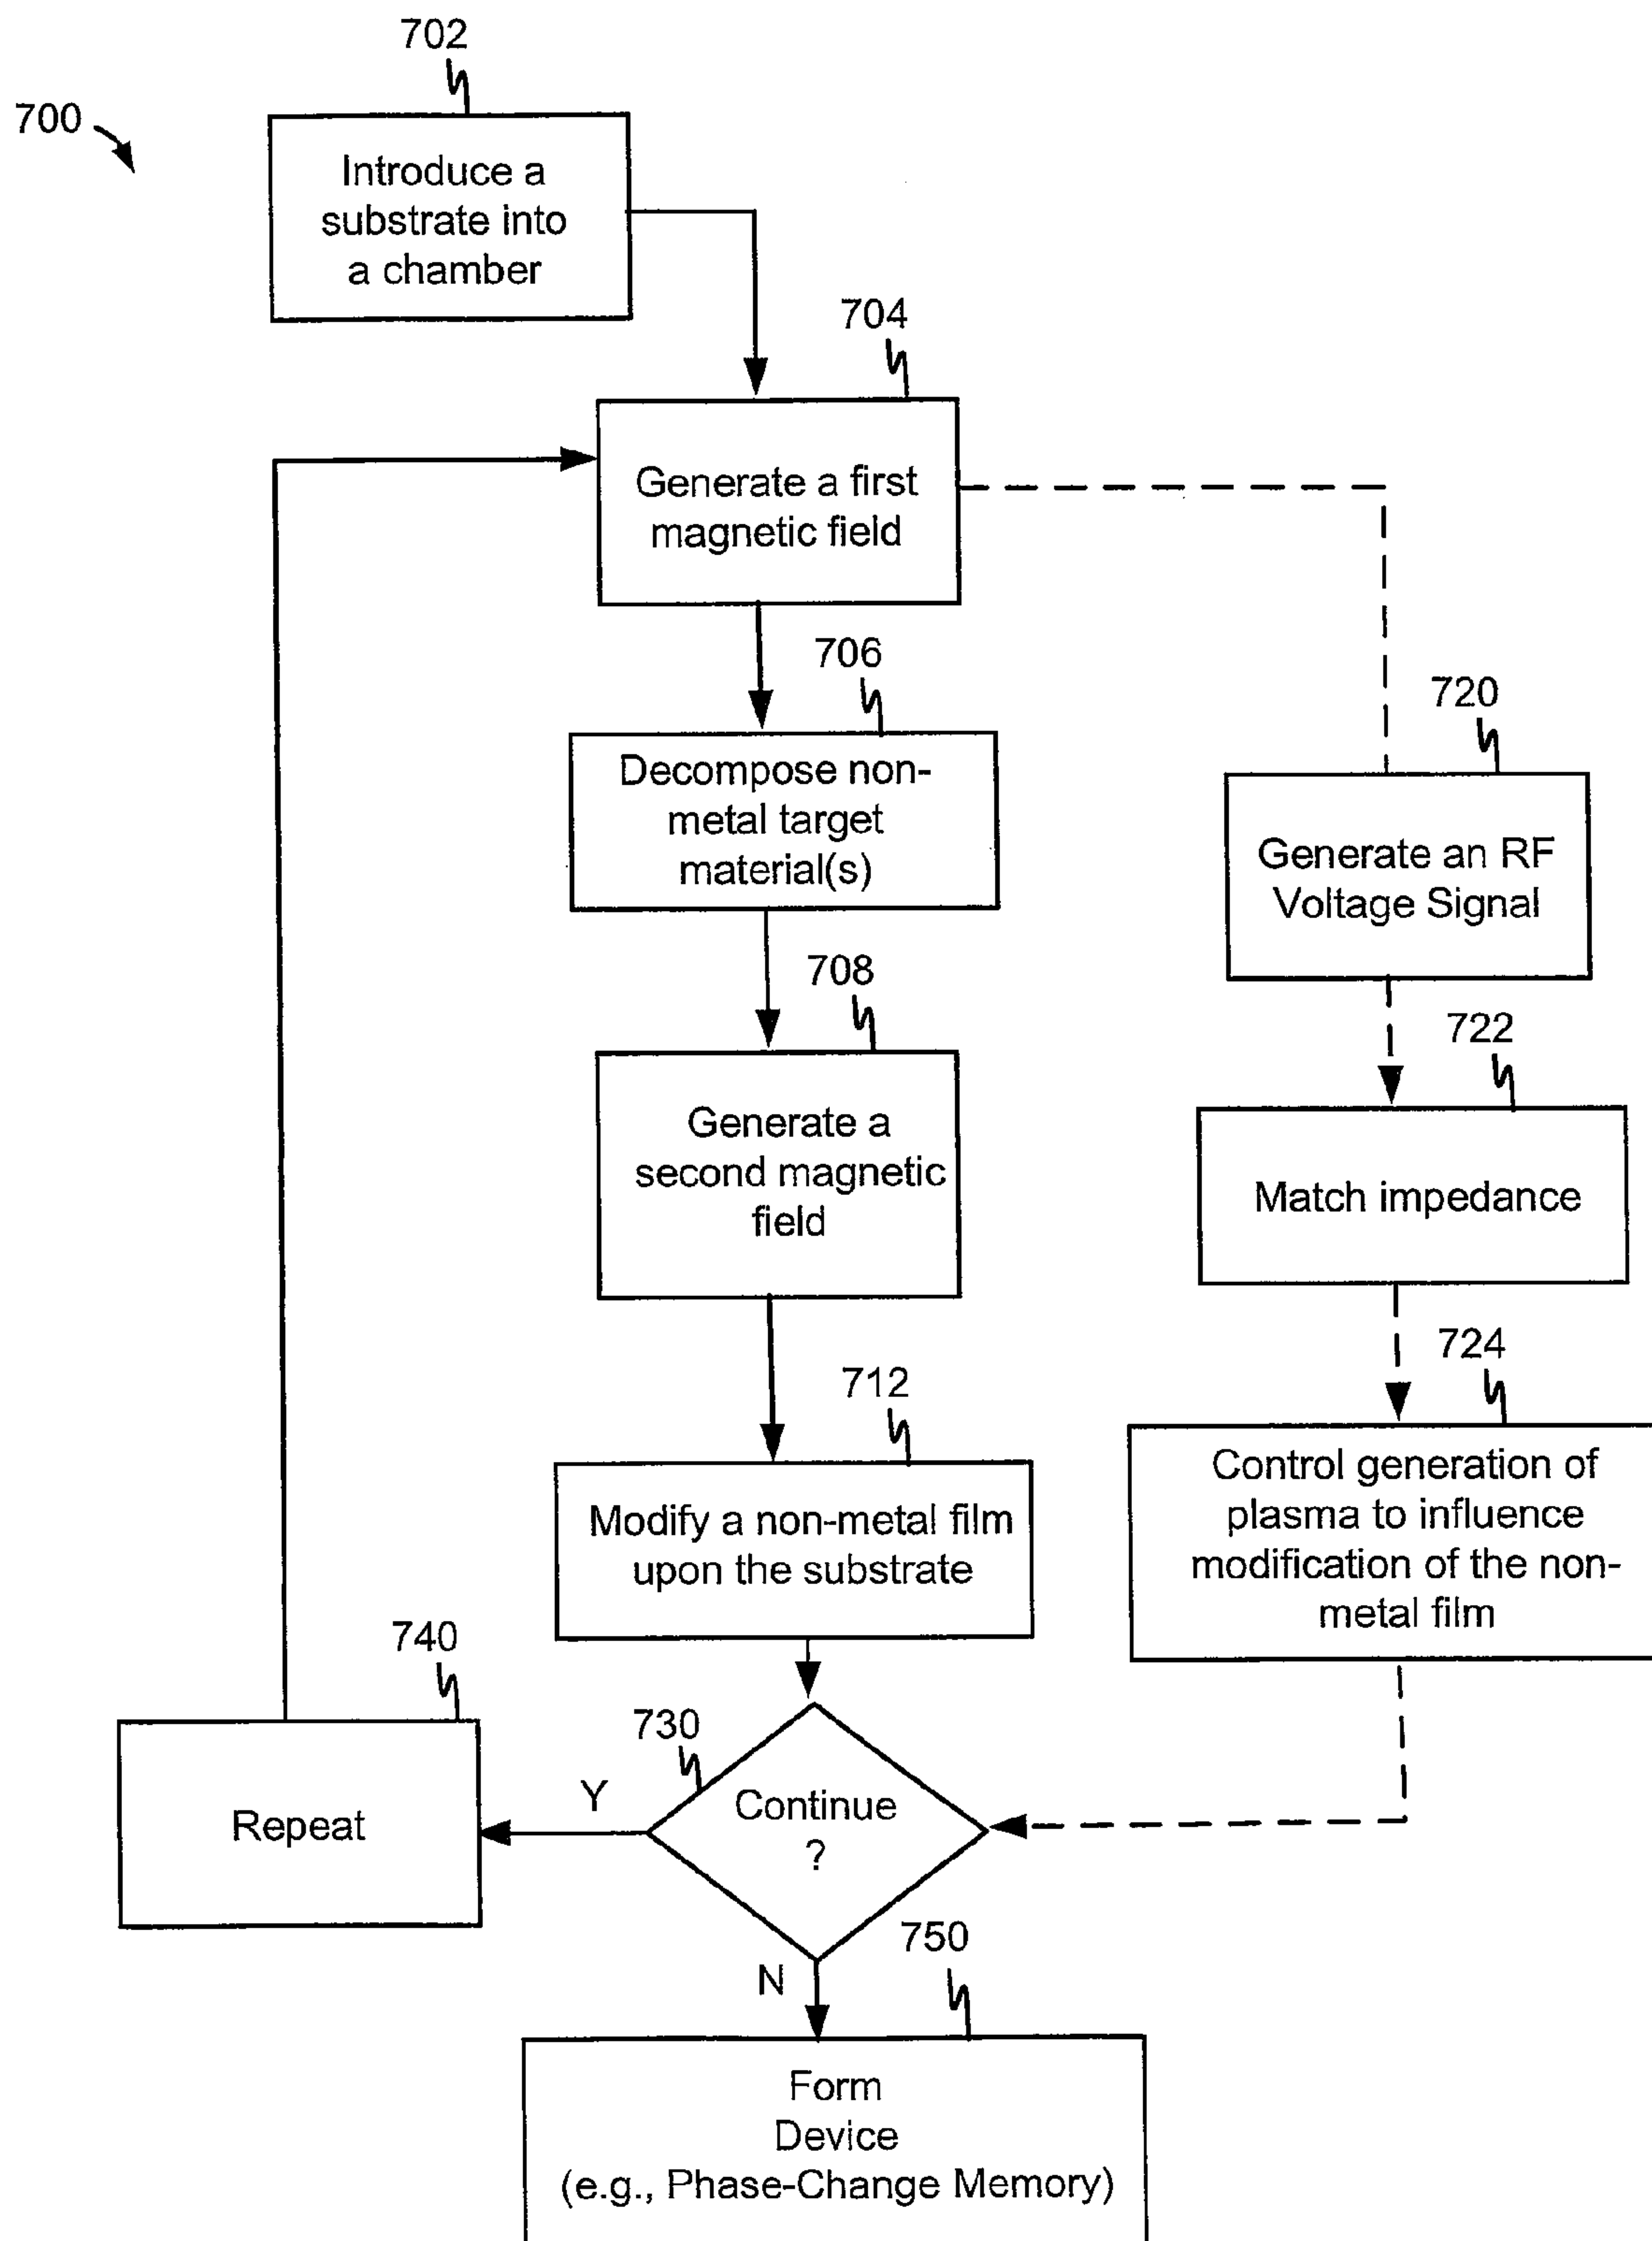 702
700
Introduce a
substrate into
a chamber
704
Generate a first
magnetic field
706
Decompose non-
metal target
material(s)
708
Generate a
second magnetic
field
712
Modify a non-metal film
upon the substrate
720
Generate an RF
Voltage Signal
722
Match impedance
724
Control generation of
plasma to influence
modification of the non-
metal film
740
Repeat
730
Y
Continue
?
N
750
Form
Device
(e.g., Phase-Change Memory)